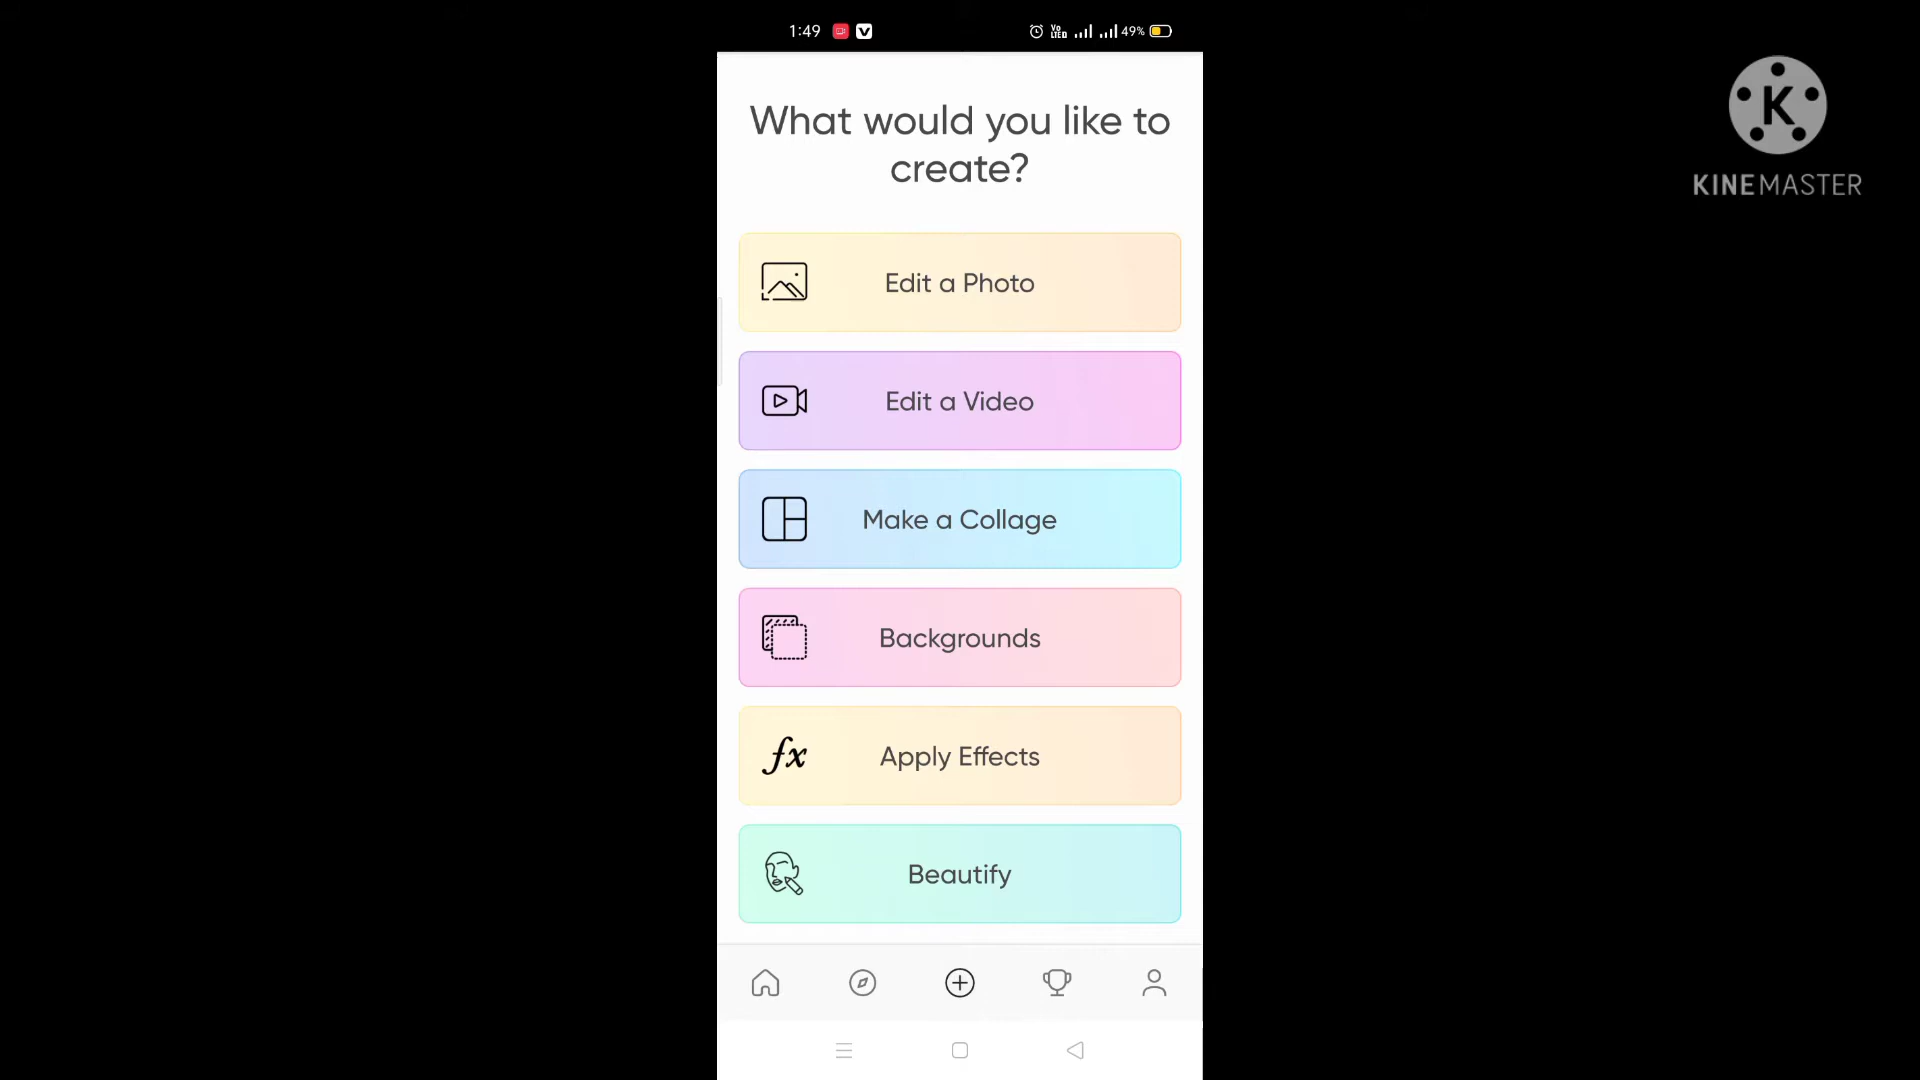 1:49
VoLTE 49%
KINEMASTER
What would you like to
create?
Edit a Photo
Edit a Video
Make a Collage
Backgrounds
fx Apply Effects
Beautify